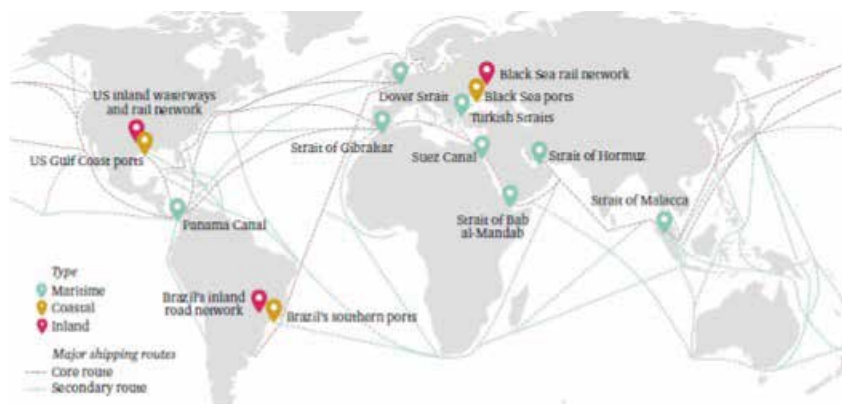 Black Sea rail network
US inland waterways
and rail network
Dover Strait
Black Sea ports
Turkish Straits
Strait of Gibraltar
US Gulf Coast ports
Suez Canal
Strait of Hormuz
Strait of Malacca
Panama Canal
Strait of Bab
al-Mandab
Type
Maritime
Coastal
Inland
Brazil's inland
road network
Brazil's southern ports
Major shipping routes
Core route
Secondary route